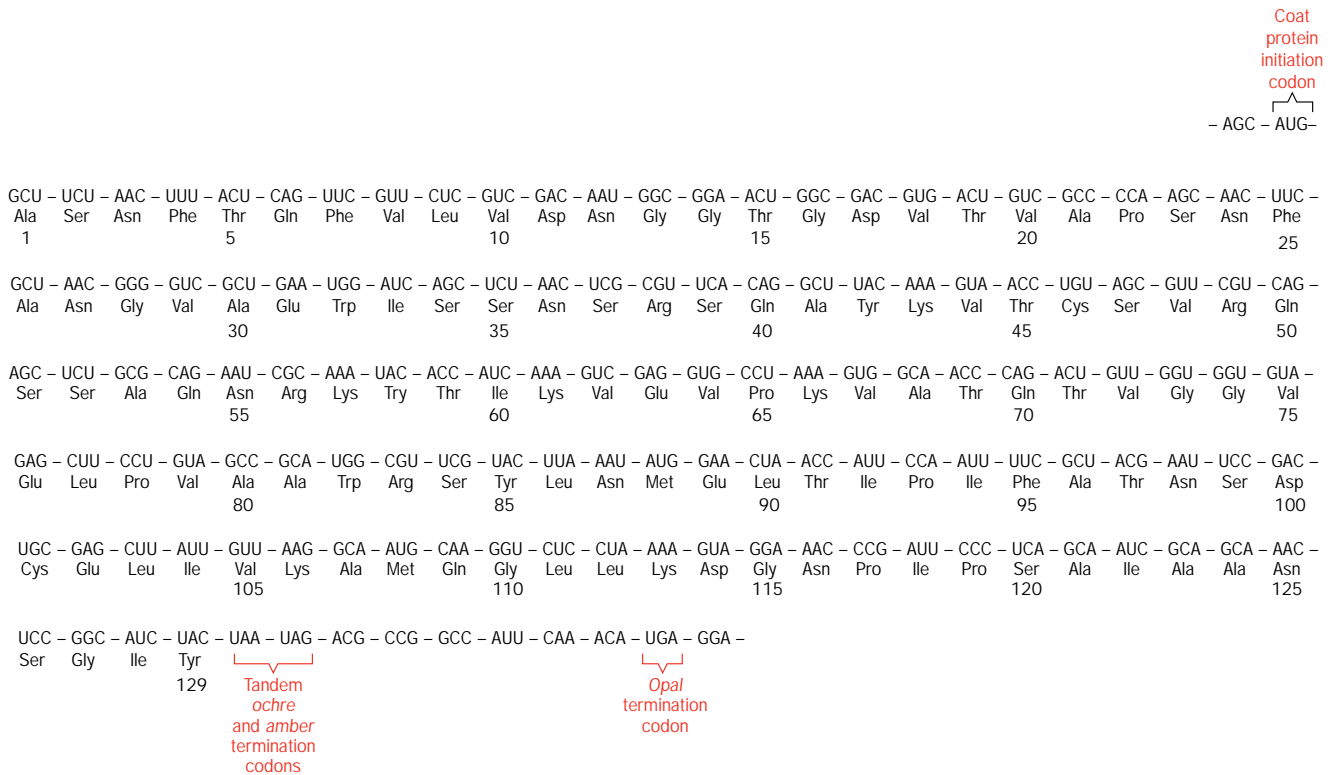 Coat
protein
initiation
codon
– AGC – AUG–
GCU – UCU – AAC – UUU – ACU – CAG – UUC – GUU – CUC – GUC – GAC – AAU – GGC – GGA – ACU – GGC – GAC – GUG – ACU – GUC – GCC – CCA – AGC – AAC – UUC –
Ala Ser Asn Phe Thr Gln Phe Val Leu Val Asp Asn Gly Gly Thr Gly Asp Val Thr Val Ala Pro Ser Asn Phe
1 5 10 15 20 25
GCU – AAC – GGG – GUC – GCU – GAA – UGG – AUC – AGC – UCU – AAC – UCG – CGU – UCA – CAG – GCU – UAC – AAA – GUA – ACC – UGU – AGC – GUU – CGU – CAG –
Ala Asn Gly Val Ala Glu Trp Ile Ser Ser Asn Ser Arg Ser Gln Ala Tyr Lys Val Thr Cys Ser Val Arg Gln
30 35 40 45 50
AGC – UCU – GCG – CAG – AAU – CGC – AAA – UAC – ACC – AUC – AAA – GUC – GAG – GUG – CCU – AAA – GUG – GCA – ACC – CAG – ACU – GUU – GGU – GGU – GUA –
Ser Ser Ala Gln Asn Arg Lys Try Thr Ile Lys Val Glu Val Pro Lys Val Ala Thr Gln Thr Val Gly Gly Val
55 60 65 70 75
GAG – CUU – CCU – GUA – GCC – GCA – UGG – CGU – UCG – UAC – UUA – AAU – AUG – GAA – CUA – ACC – AUU – CCA – AUU – UUC – GCU – ACG – AAU – UCC – GAC –
Glu Leu Pro Val Ala Ala Trp Arg Ser Tyr Leu Asn Met Glu Leu Thr Ile Pro Ile Phe Ala Thr Asn Ser Asp
80 85 90 95 100
UGC – GAG – CUU – AUU – GUU – AAG – GCA – AUG – CAA – GGU – CUC – CUA – AAA – GUA – GGA – AAC – CCG – AUU – CCC – UCA – GCA – AUC – GCA – GCA – AAC –
Cys Glu Leu Ile Val Lys Ala Met Gln Gly Leu Leu Lys Asp Gly Asn Pro Ile Pro Ser Ala Ile Ala Ala Asn
105 110 115 120 125
UCC – GGC – AUC – UAC – UAA – UAG – ACG – CCG – GCC – AUU – CAA – ACA – UGA – GGA –
Ser Gly Ile Tyr
129
Tandem
ochre
and amber
termination
codons
Opal
termination
codon